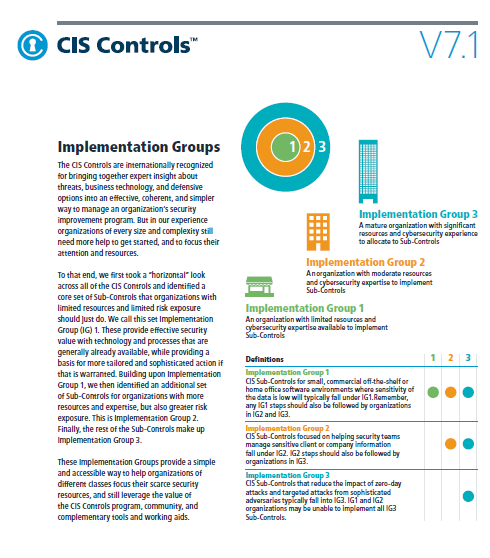 CIS Controls™
V7.1
Implementation Groups
The CIS Controls are internationally recognized
for bringing together expert insight about
threats, business technology, and defensive
options into an effective, coherent, and simpler
way to manage an organization's security
improvement program. But in our experience
organizations of every size and complexity still
need more help to get started, and to focus their
attention and resources.
To that end, we first took a "horizontal" look
across all of the CIS Controls and identified a
core set of Sub-Controls that organizations with
limited resources and limited risk exposure
should just do. We call this set Implementation
Group (IG) 1. These provide effective security
value with technology and processes that are
generally already available, while providing a
basis for more tailored and sophisticated action if
that is warranted. Building upon Implementation
Group 1, we then identified an additional set
of Sub-Controls for organizations with more
resources and expertise, but also greater risk
exposure. This is Implementation Group 2.
Finally, the rest of the Sub-Controls make up
Implementation Group 3.
These Implementation Groups provide a simple
and accessible way to help organizations of
different classes focus their scarce security
resources, and still leverage the value of
the CIS Controls program, community, and
complementary tools and working aids.
1 2 3
Implementation Group 3
A mature organization with significant
resources and cybersecurity experience
to allocate to Sub-Controls
Implementation Group 2
An organization with moderate resources
and cybersecurity expertise to implement
Sub-Controls
Implementation Group 1
An organization with limited resources and
cybersecurity expertise available to implement
Sub-Controls
Definitions 1 2 3
Implementation Group 1
CIS Sub-Controls for small, commercial off-the-shelf or
home office software environments where sensitivity of
the data is low will typically fall under IG1.Remember,
any IG1 steps should also be followed by organizations
in IG2 and IG3.
Implementation Group 2
CIS Sub-Controls focused on helping security teams
manage sensitive client or company information
fall under IG2. IG2 steps should also be followed by
organizations in IG3.
Implementation Group 3
CIS Sub-Controls that reduce the impact of zero-day
attacks and targeted attacks from sophisticated
adversaries typically fall into IG3. IG1 and IG2
organizations may be unable to implement all IG3
Sub-Controls.